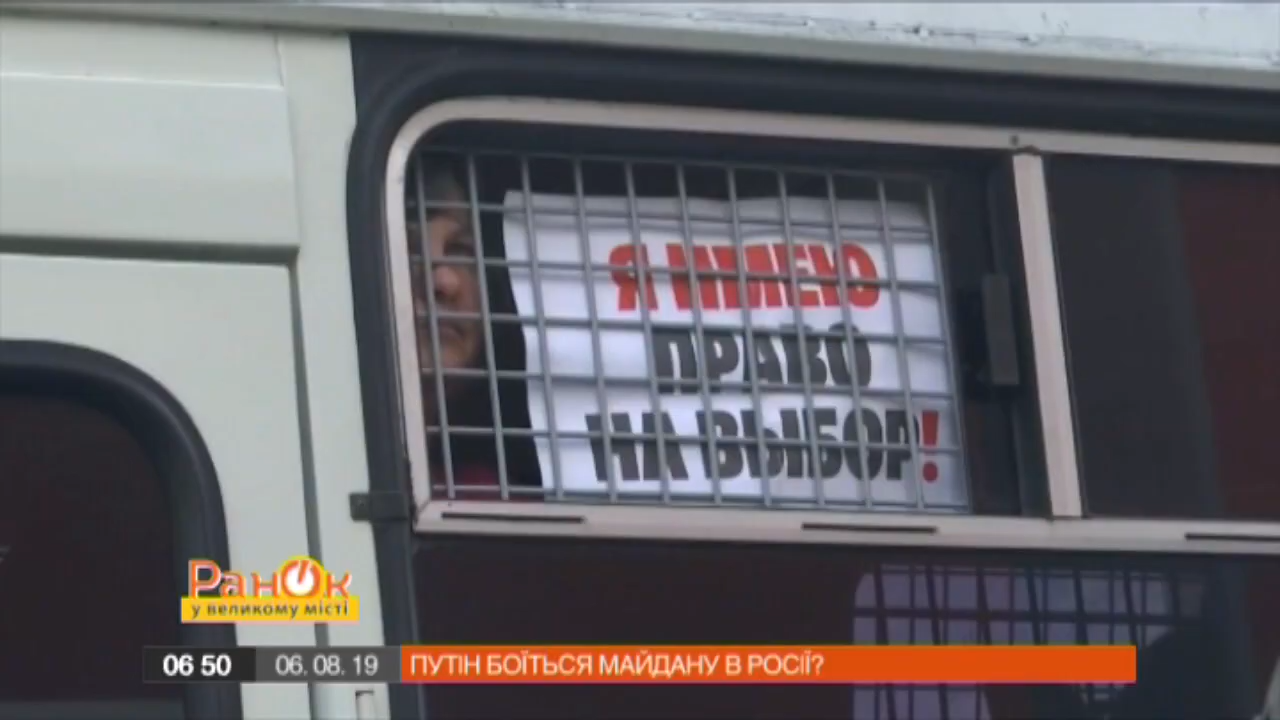 Я ИМЕЮ
ПРАВО
НА ВЫБОР!
РАНОК
У ВЕЛИКОМУ МІСТІ
06 50
06. 08. 19
ПУТІН БОЇТЬСЯ МАЙДАНУ В РОСІЇ?